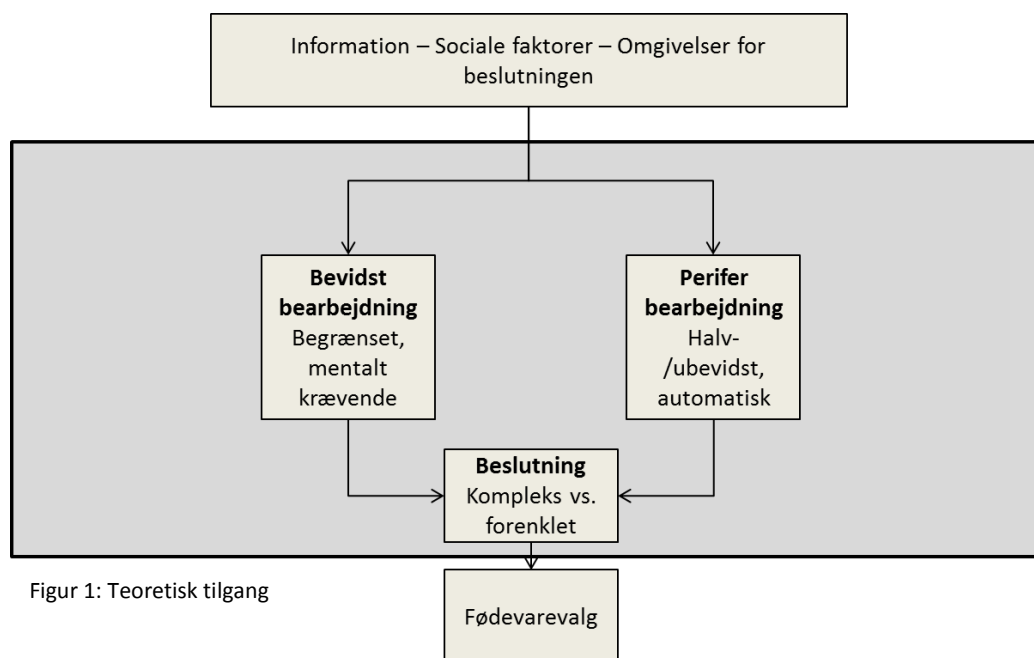 Information – Sociale faktorer – Omgivelser for
beslutningen
Bevidst
bearbejdning
Begrænset,
mentalt
krævende
Perifer
bearbejdning
Halv-
/ubevidst,
automatisk
Beslutning
Kompleks vs.
forenklet
Figur 1: Teoretisk tilgang
Fødevarevalg